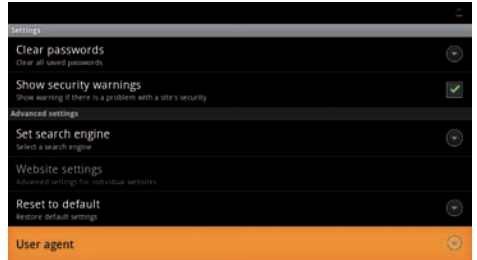 Settings
Clear passwords
Clear all saved passwords
Show security warnings
Show warning if there is a problem with a site's security
Advanced settings
Set search engine
Select a search engine
Website settings
Advanced settings for individual websites
Reset to default
Restore default settings
User agent